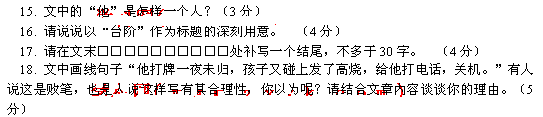 15. 文中的“他”是怎样一个人?(3分)
16. 请说说以“台阶”作为标题的深刻用意。 (4分)
17. 请在文末□□□□□□□□□□处补写一个结尾,不多于30字。 (4分)
18. 文中画线句子“他打牌一夜未归,孩子又碰上发了高烧,给他打电话,关机。”有人
说这是败笔,也有人说这样写有其合理性,你以为呢?请结合文章内容谈谈你的理由。(5
分)